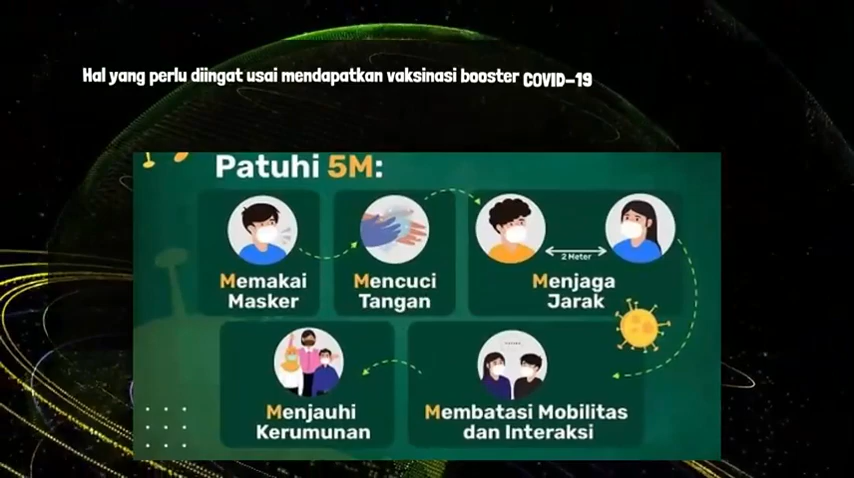 Hal yang perlu diingat usai mendapatkan vaksinasi booster COVID-19
Patuhi 5M:
Memakai
Masker
Mencuci
Tangan
2 Meter
Menjaga
Jarak
Menjauhi
Kerumunan
Membatasi Mobilitas
dan Interaksi